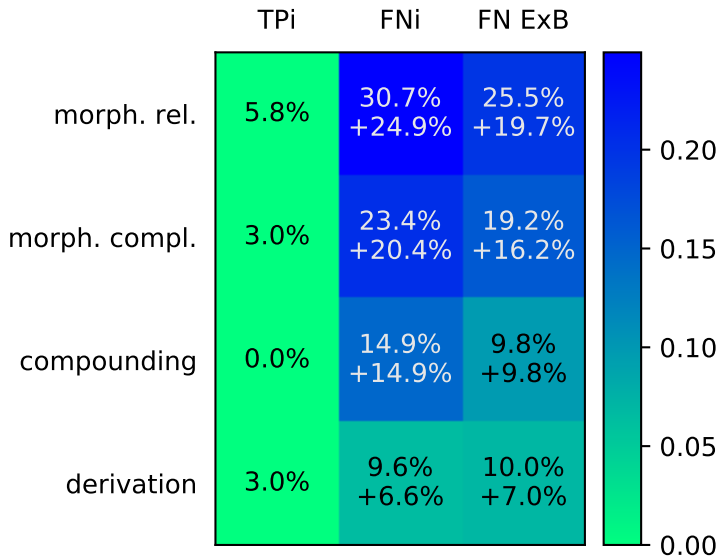 TPi FNi FN ExB
morph. rel. 5.8% 30.7% 25.5%
+24.9% +19.7%
morph. compl. 3.0% 23.4% 19.2%
+20.4% +16.2%
compounding 0.0% 14.9% 9.8%
+14.9% +9.8%
derivation 3.0% 9.6% 10.0%
+6.6% +7.0%
0.20
0.15
0.10
0.05
0.00